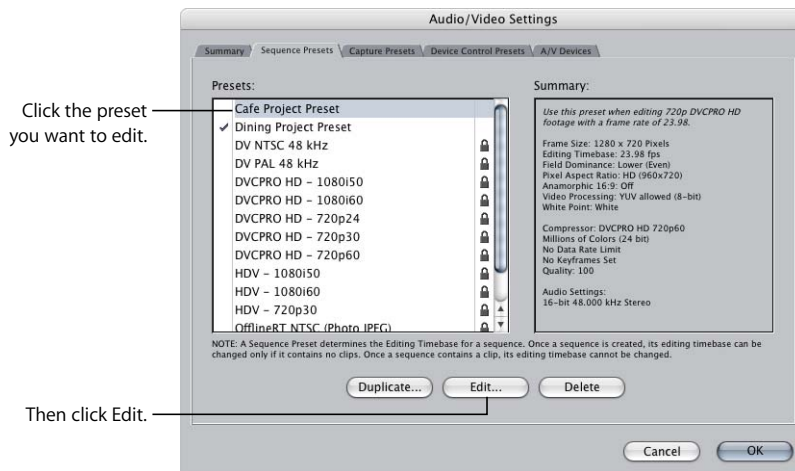 Audio/Video Settings
Summary
Sequence Presets
Capture Presets
Device Control Presets
A/V Devices
Presets:
Cafe Project Preset
Dining Project Preset
DV NTSC 48 kHz
DV PAL 48 kHz
DVCPRO HD – 1080i50
DVCPRO HD – 1080i60
DVCPRO HD – 720p24
DVCPRO HD – 720p30
DVCPRO HD – 720p60
HDV – 1080i50
HDV – 1080i60
HDV – 720p30
OfflineRT NTSC (Photo JPEG)
Summary:
Use this preset when editing 720p DVCPRO HD
footage with a frame rate of 23.98.
Frame Size: 1280 x 720 Pixels
Editing Timebase: 23.98 fps
Field Dominance: Lower (Even)
Pixel Aspect Ratio: HD (960x720)
Anamorphic 16:9: Off
Video Processing: YUV allowed (8-bit)
White Point: White
Compressor: DVCPRO HD 720p60
Millions of Colors (24 bit)
No Data Rate Limit
No Keyframes Set
Quality: 100
Audio Settings:
16-bit 48.000 kHz Stereo
NOTE: A Sequence Preset determines the Editing Timebase for a sequence. Once a sequence is created, its editing timebase can be
changed only if it contains no clips. Once a sequence contains a clip, its editing timebase cannot be changed.
Duplicate...
Edit...
Delete
Cancel
OK
Click the preset
you want to edit.
Then click Edit.